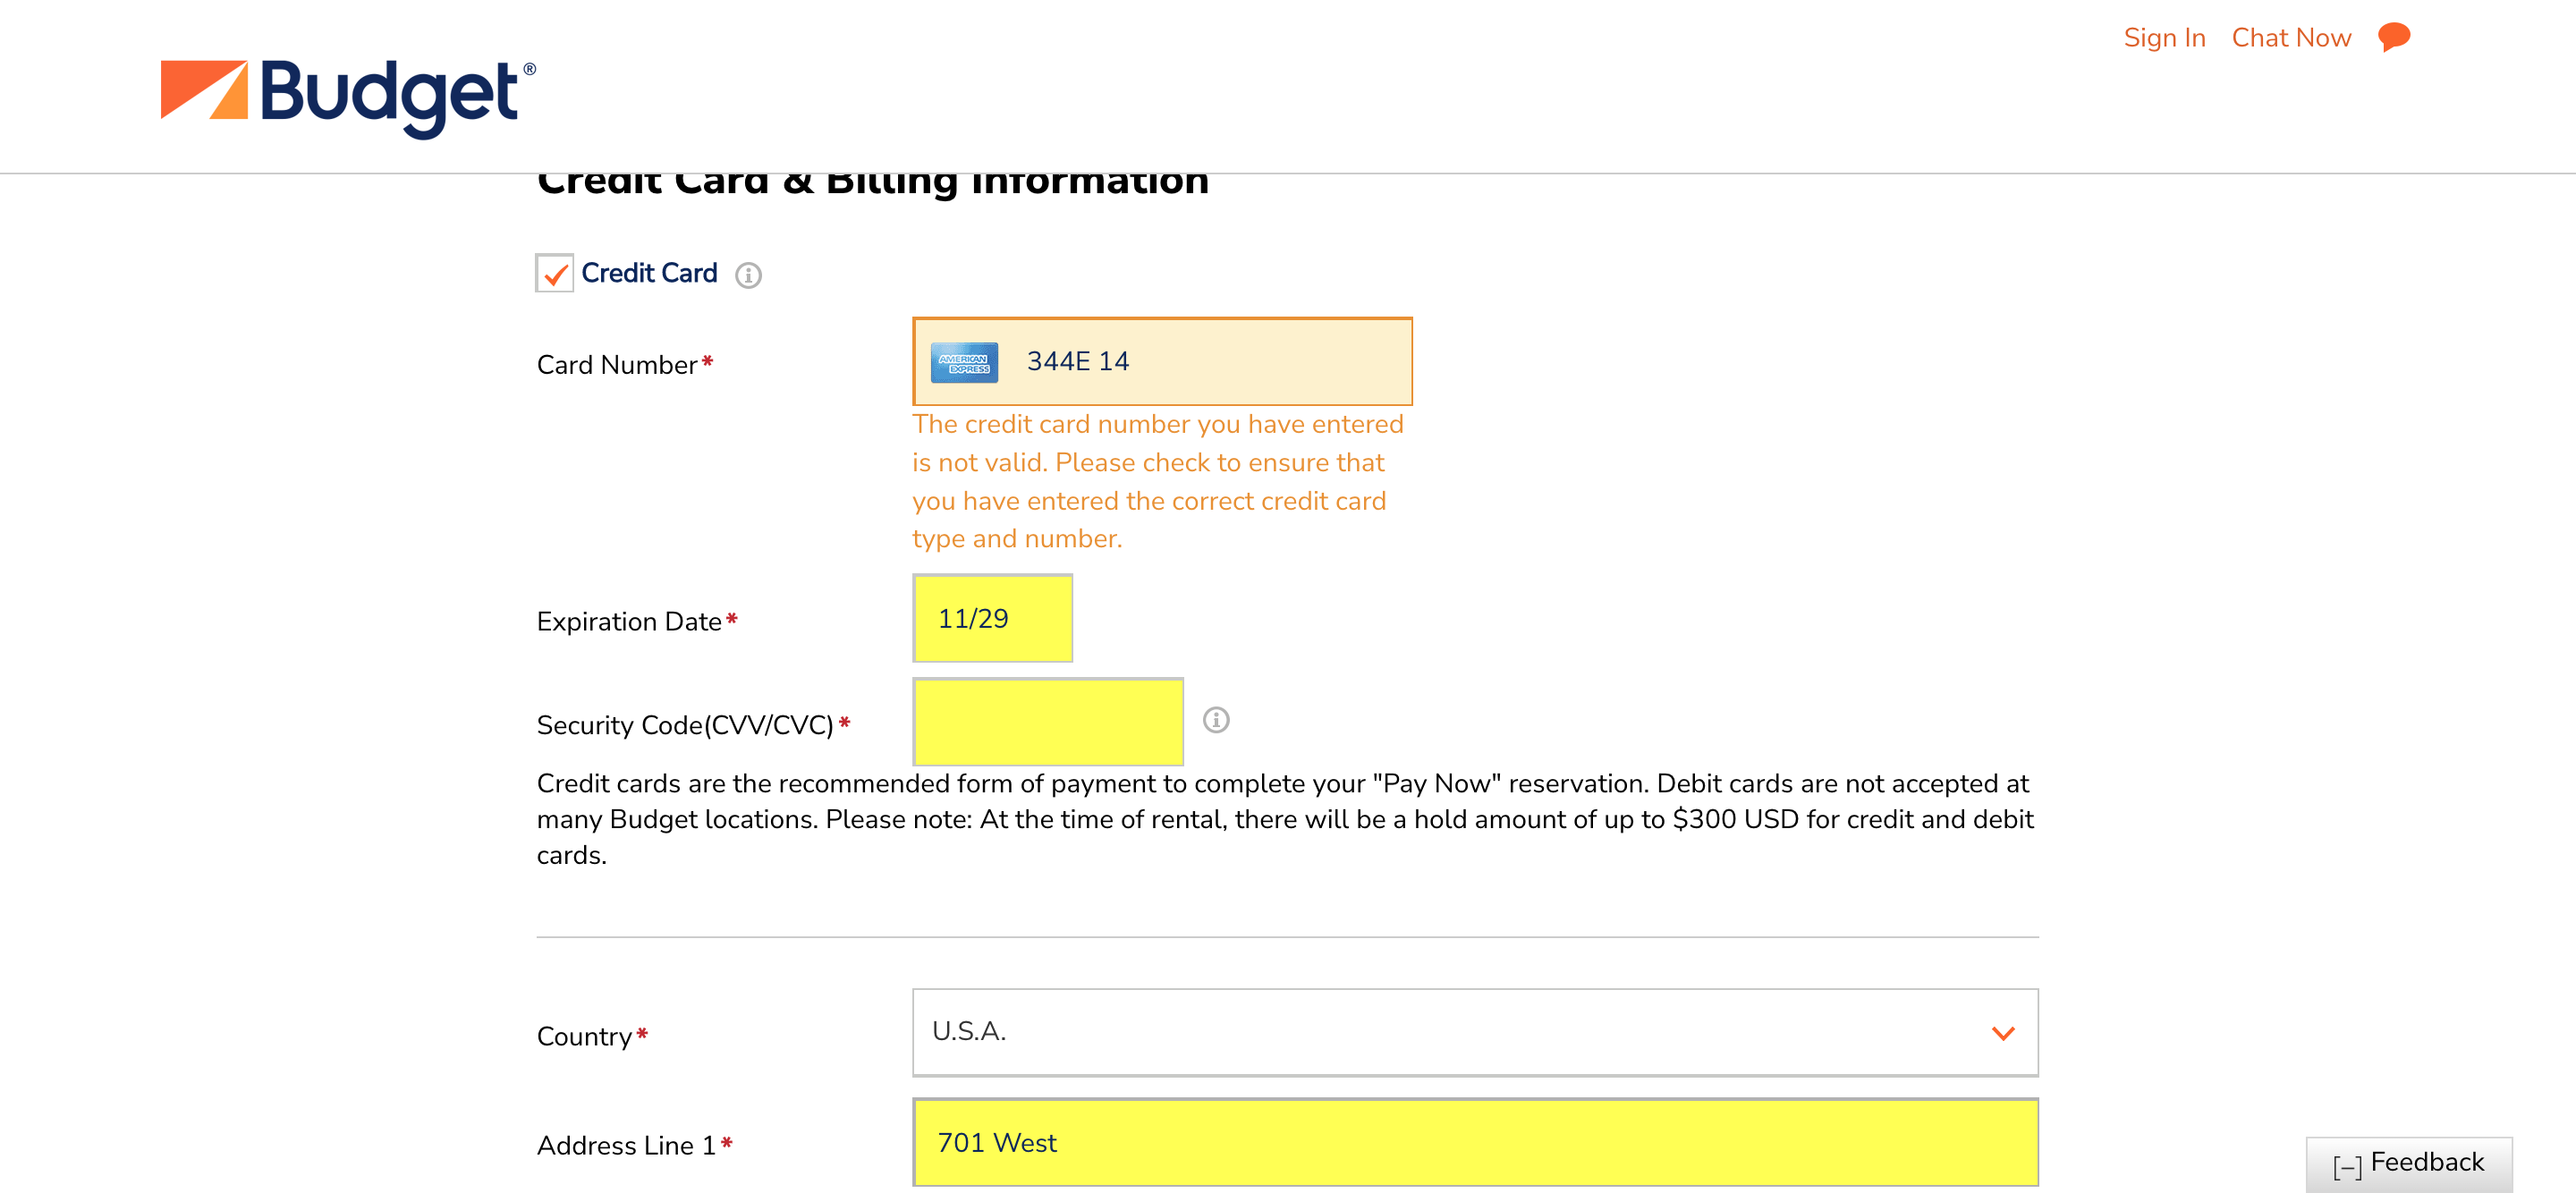 Sign In Chat Now
Budget®
Credit Card & Billing Information
Credit Card
Card Number*
AMERICAN EXPRESS
344E 14
The credit card number you have entered
is not valid. Please check to ensure that
you have entered the correct credit card
type and number.
Expiration Date*
11/29
Security Code(CVV/CVC)*
Credit cards are the recommended form of payment to complete your "Pay Now" reservation. Debit cards are not accepted at
many Budget locations. Please note: At the time of rental, there will be a hold amount of up to $300 USD for credit and debit
cards.
Country*
U.S.A.
Address Line 1*
701 West
[–] Feedback